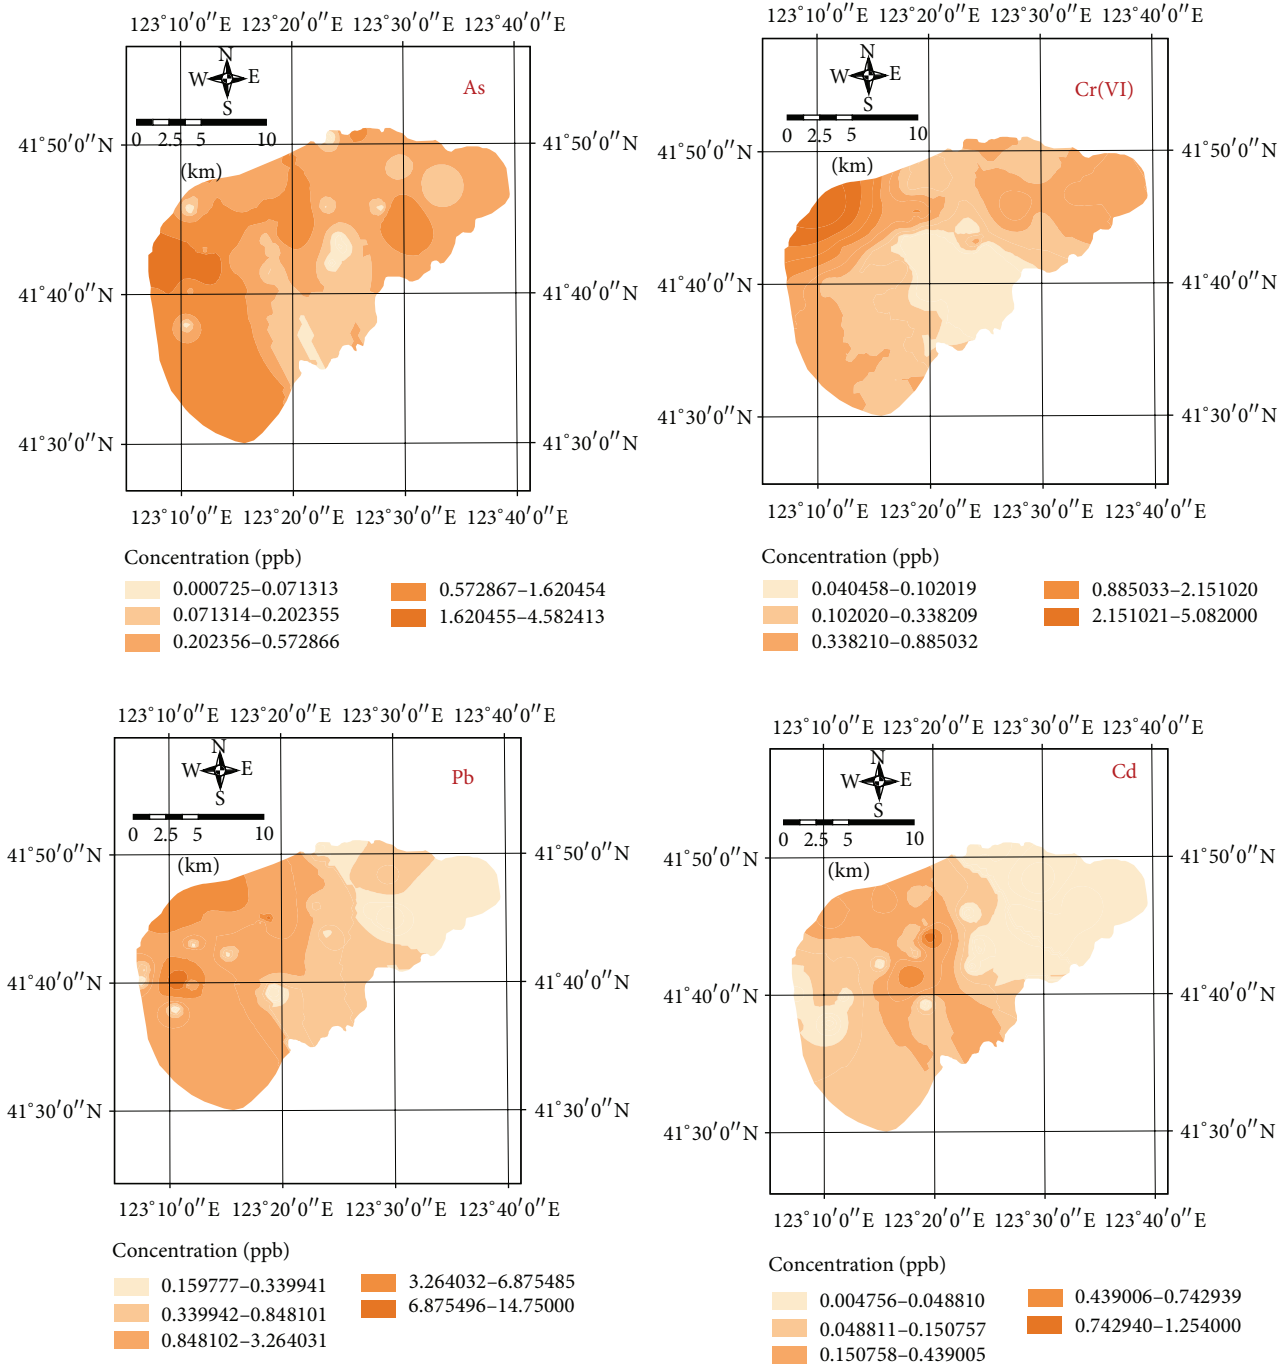 123°10′0″E 123°20′0″E 123°30′0″E 123°40′0″E
N
W E
S
As
0 2.5 5 10
(km)
41°50′0″N 41°50′0″N
41°40′0″N 41°40′0″N
41°30′0″N 41°30′0″N
123°10′0″E 123°20′0″E 123°30′0″E 123°40′0″E
Concentration (ppb)
0.000725–0.071313
0.071314–0.202355
0.202356–0.572866
0.572867–1.620454
1.620455–4.582413
123°10′0″E 123°20′0″E 123°30′0″E 123°40′0″E
N
W E
S
Cr(VI)
0 2.5 5 10
(km)
41°50′0″N 41°50′0″N
41°40′0″N 41°40′0″N
41°30′0″N 41°30′0″N
123°10′0″E 123°20′0″E 123°30′0″E 123°40′0″E
Concentration (ppb)
0.040458–0.102019
0.102020–0.338209
0.338210–0.885032
0.885033–2.151020
2.151021–5.082000
123°10′0″E 123°20′0″E 123°30′0″E 123°40′0″E
N
W E
S
Pb
0 2.5 5 10
(km)
41°50′0″N 41°50′0″N
41°40′0″N 41°40′0″N
41°30′0″N 41°30′0″N
123°10′0″E 123°20′0″E 123°30′0″E 123°40′0″E
Concentration (ppb)
0.159777–0.339941
0.339942–0.848101
0.848102–3.264031
3.264032–6.875485
6.875496–14.75000
123°10′0″E 123°20′0″E 123°30′0″E 123°40′0″E
N
W E
S
Cd
0 2.5 5 10
(km)
41°50′0″N 41°50′0″N
41°40′0″N 41°40′0″N
41°30′0″N 41°30′0″N
123°10′0″E 123°20′0″E 123°30′0″E 123°40′0″E
Concentration (ppb)
0.004756–0.048810
0.048811–0.150757
0.150758–0.439005
0.439006–0.742939
0.742940–1.254000